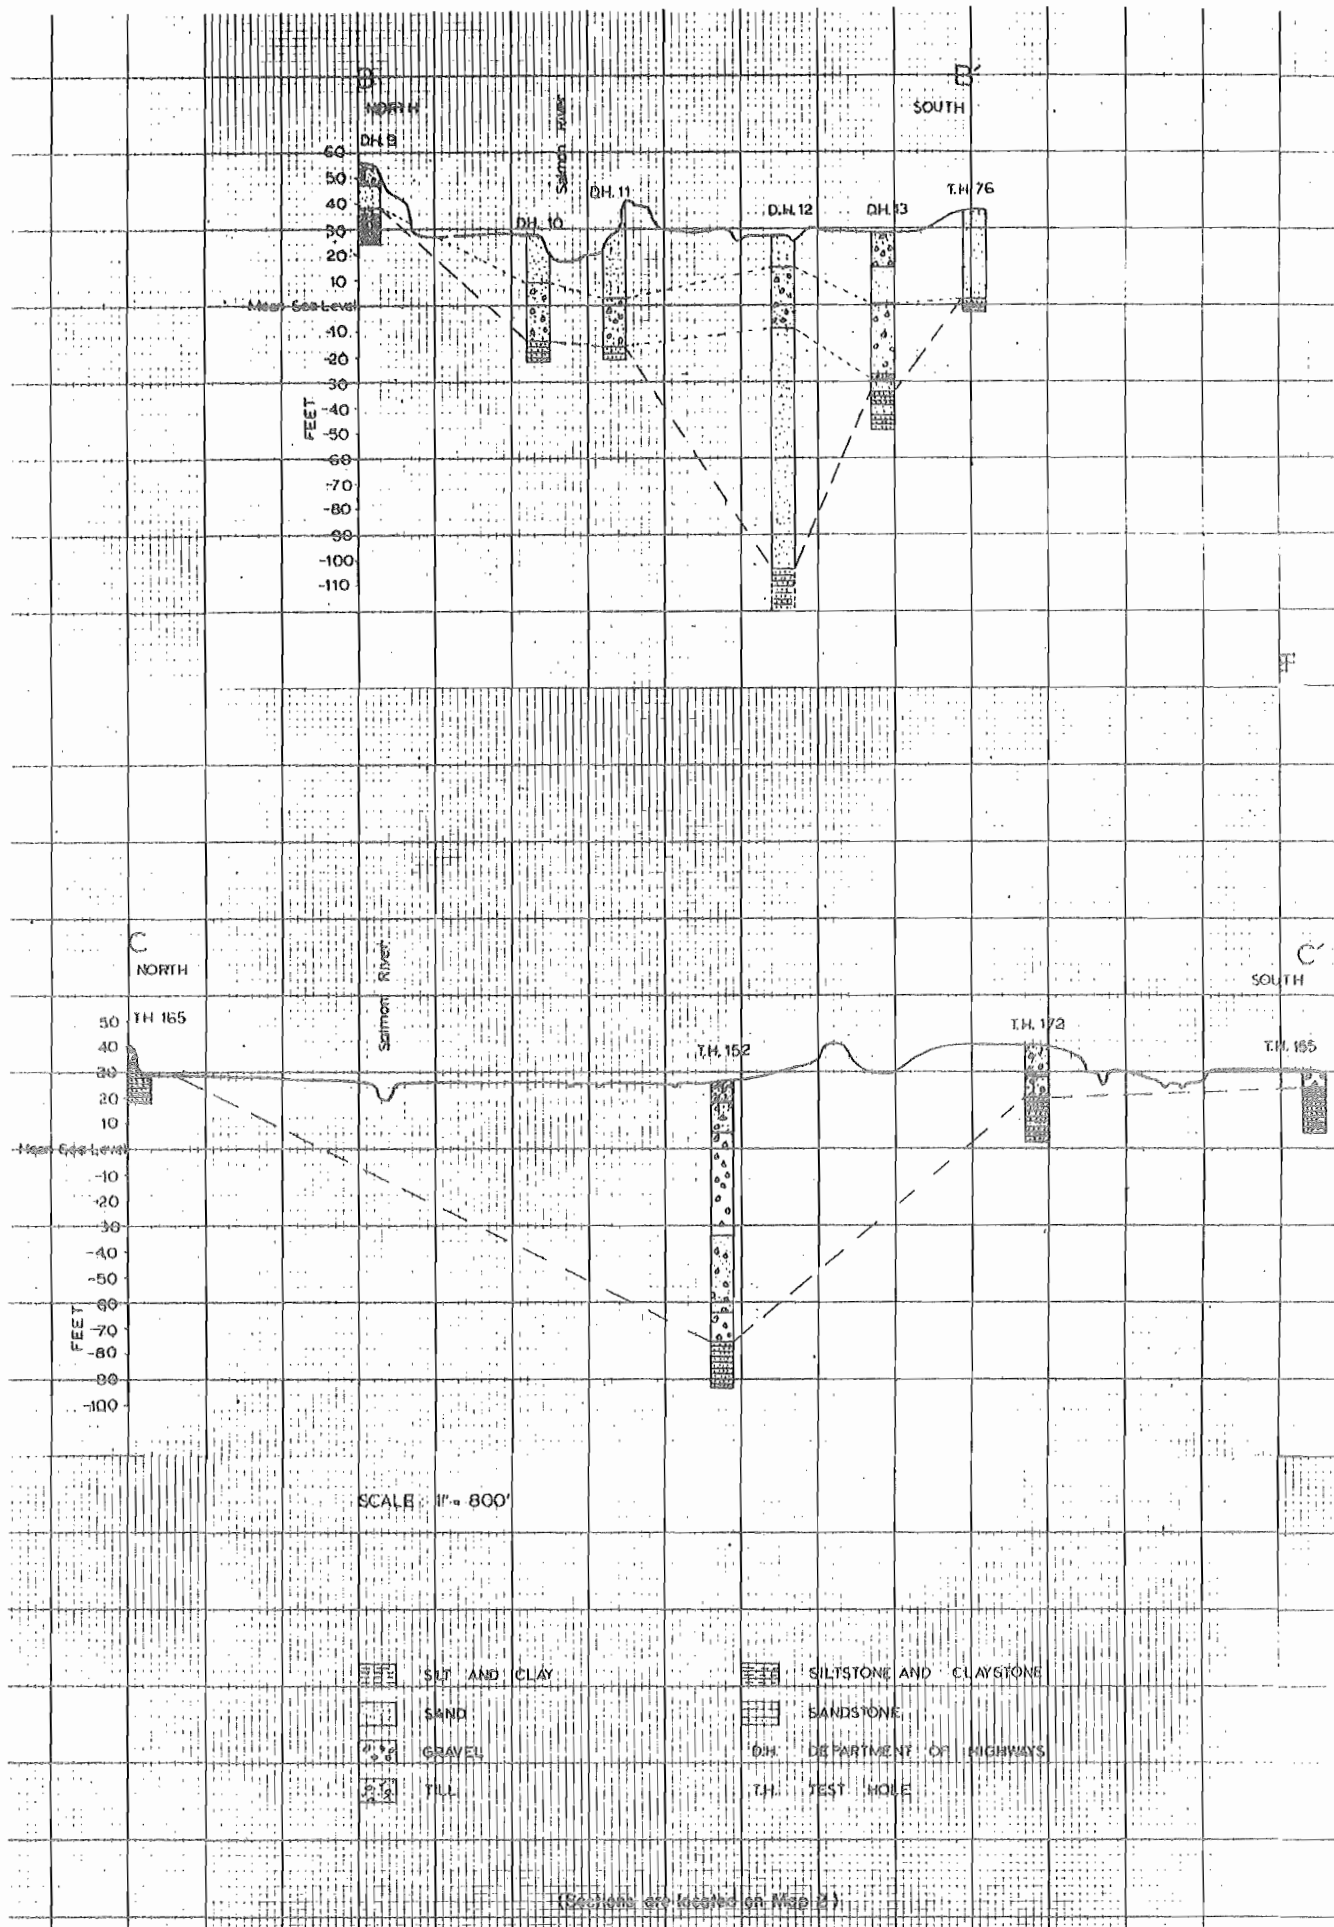 B
B′
NORTH
SOUTH
Salmon River
D.H. 9
D.H. 10
D.H. 11
D.H. 12
D.H. 13
T.H. 76
60
50
40
30
20
10
Mean Sea Level
-10
-20
-30
-40
-50
-60
-70
-80
-90
-100
-110
FEET
F
C
C′
NORTH
SOUTH
Salmon River
TH 165
T.H. 152
T.H. 172
T.H. 155
50
40
30
20
10
Mean Sea Level
-10
-20
-30
-40
-50
-60
-70
-80
-90
-100
FEET
SCALE : 1" = 800'
SILT AND CLAY
SAND
GRAVEL
TILL
SILTSTONE AND CLAYSTONE
SANDSTONE
D.H. DEPARTMENT OF HIGHWAYS
T.H. TEST HOLE
(Sections are located on Map 2)